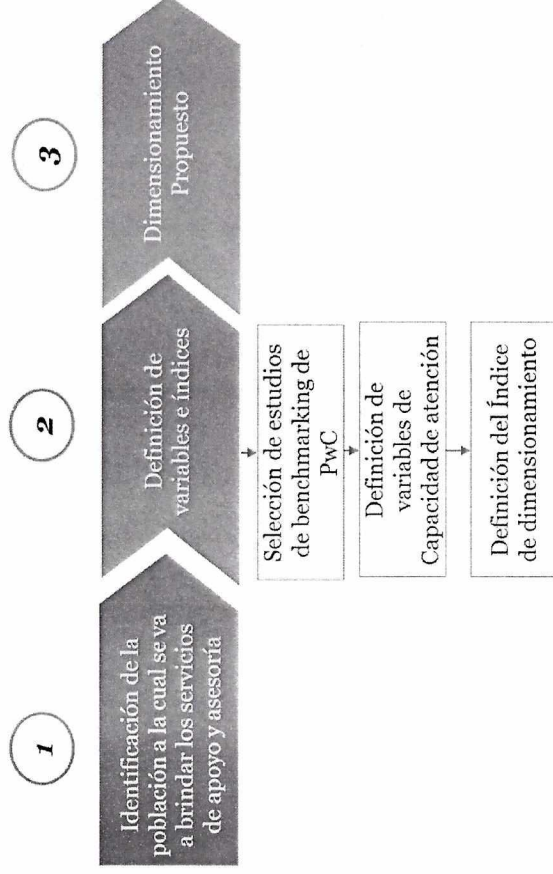 1
Identificación de la
población a la cual se va
a brindar los servicios
de apoyo y asesoría
2
Definición de
variables e índices
Selección de estudios
de benchmarking de
PwC
Definición de
variables de
Capacidad de atención
Definición del Índice
de dimensionamiento
3
Dimensionamiento
Propuesto